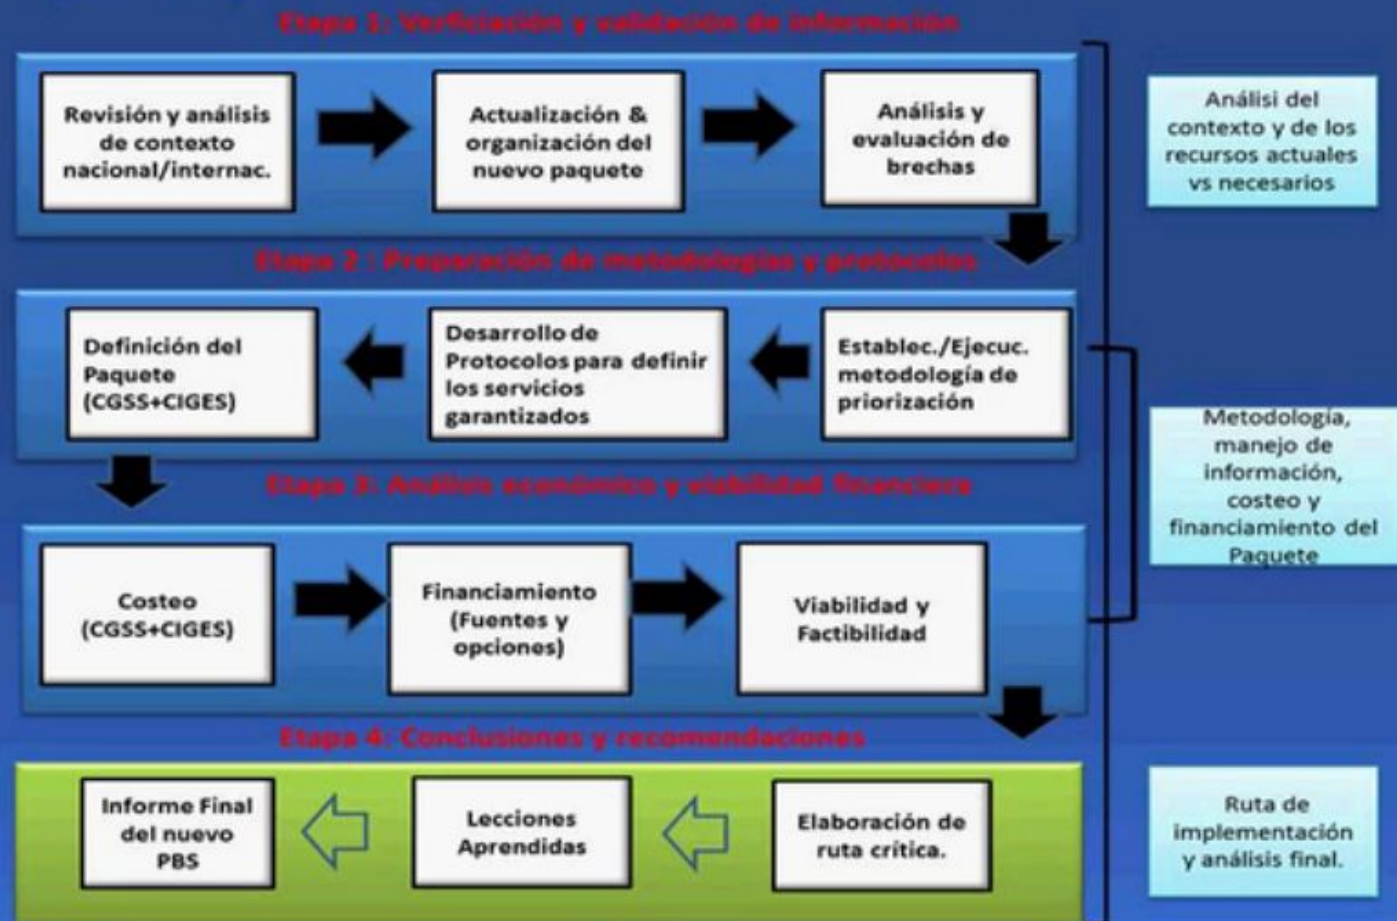 Etapa 1: Verficiación y validación de información
Revisión y análisis
de contexto
nacional/internac.
Actualización &
organización del
nuevo paquete
Análisis y
evaluación de
brechas
Análisi del
contexto y de los
recursos actuales
vs necesarios
Etapa 2 : Preparación de metodologías y protocolos
Definición del
Paquete
(CGSS+CIGES)
Desarrollo de
Protocolos para definir
los servicios
garantizados
Establec./Ejecuc.
metodología de
priorización
Metodología,
manejo de
información,
costeo y
financiamiento del
Paquete
Etapa 3: Análisis económico y viabilidad financiera
Costeo
(CGSS+CIGES)
Financiamiento
(Fuentes y
opciones)
Viabilidad y
Factibilidad
Etapa 4: Conclusiones y recomendaciones
Informe Final
del nuevo
PBS
Lecciones
Aprendidas
Elaboración de
ruta crítica.
Ruta de
implementación
y análisis final.